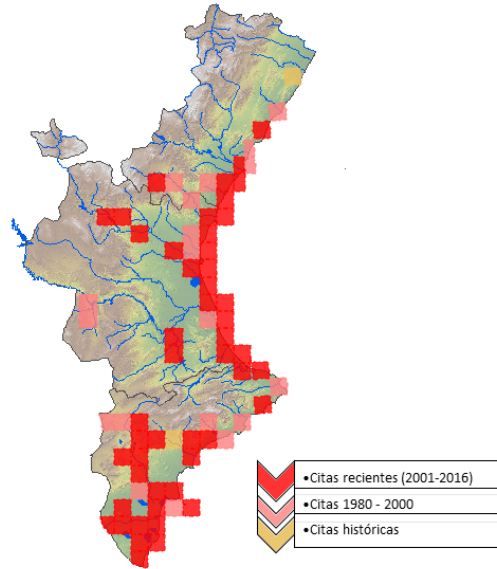 •Citas recientes (2001-2016)
•Citas 1980 - 2000
•Citas históricas